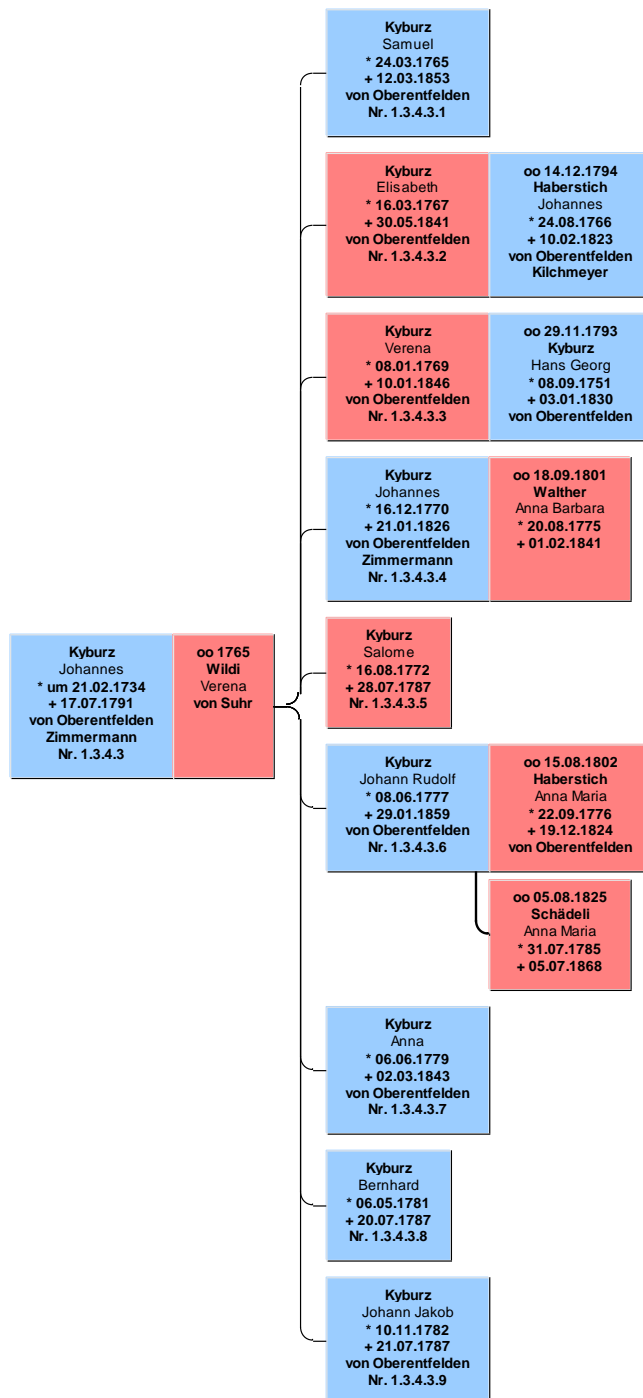 Kyburz
Johannes
* um 21.02.1734
+ 17.07.1791
von Oberentfelden
Zimmermann
Nr. 1.3.4.3
oo 1765
Wildi
Verena
von Suhr
Kyburz
Samuel
* 24.03.1765
+ 12.03.1853
von Oberentfelden
Nr. 1.3.4.3.1
Kyburz
Elisabeth
* 16.03.1767
+ 30.05.1841
von Oberentfelden
Nr. 1.3.4.3.2
oo 14.12.1794
Haberstich
Johannes
* 24.08.1766
+ 10.02.1823
von Oberentfelden
Kilchmeyer
Kyburz
Verena
* 08.01.1769
+ 10.01.1846
von Oberentfelden
Nr. 1.3.4.3.3
oo 29.11.1793
Kyburz
Hans Georg
* 08.09.1751
+ 03.01.1830
von Oberentfelden
Kyburz
Johannes
* 16.12.1770
+ 21.01.1826
von Oberentfelden
Zimmermann
Nr. 1.3.4.3.4
oo 18.09.1801
Walther
Anna Barbara
* 20.08.1775
+ 01.02.1841
Kyburz
Salome
* 16.08.1772
+ 28.07.1787
Nr. 1.3.4.3.5
Kyburz
Johann Rudolf
* 08.06.1777
+ 29.01.1859
von Oberentfelden
Nr. 1.3.4.3.6
oo 15.08.1802
Haberstich
Anna Maria
* 22.09.1776
+ 19.12.1824
von Oberentfelden
oo 05.08.1825
Schädeli
Anna Maria
* 31.07.1785
+ 05.07.1868
Kyburz
Anna
* 06.06.1779
+ 02.03.1843
von Oberentfelden
Nr. 1.3.4.3.7
Kyburz
Bernhard
* 06.05.1781
+ 20.07.1787
Nr. 1.3.4.3.8
Kyburz
Johann Jakob
* 10.11.1782
+ 21.07.1787
von Oberentfelden
Nr. 1.3.4.3.9